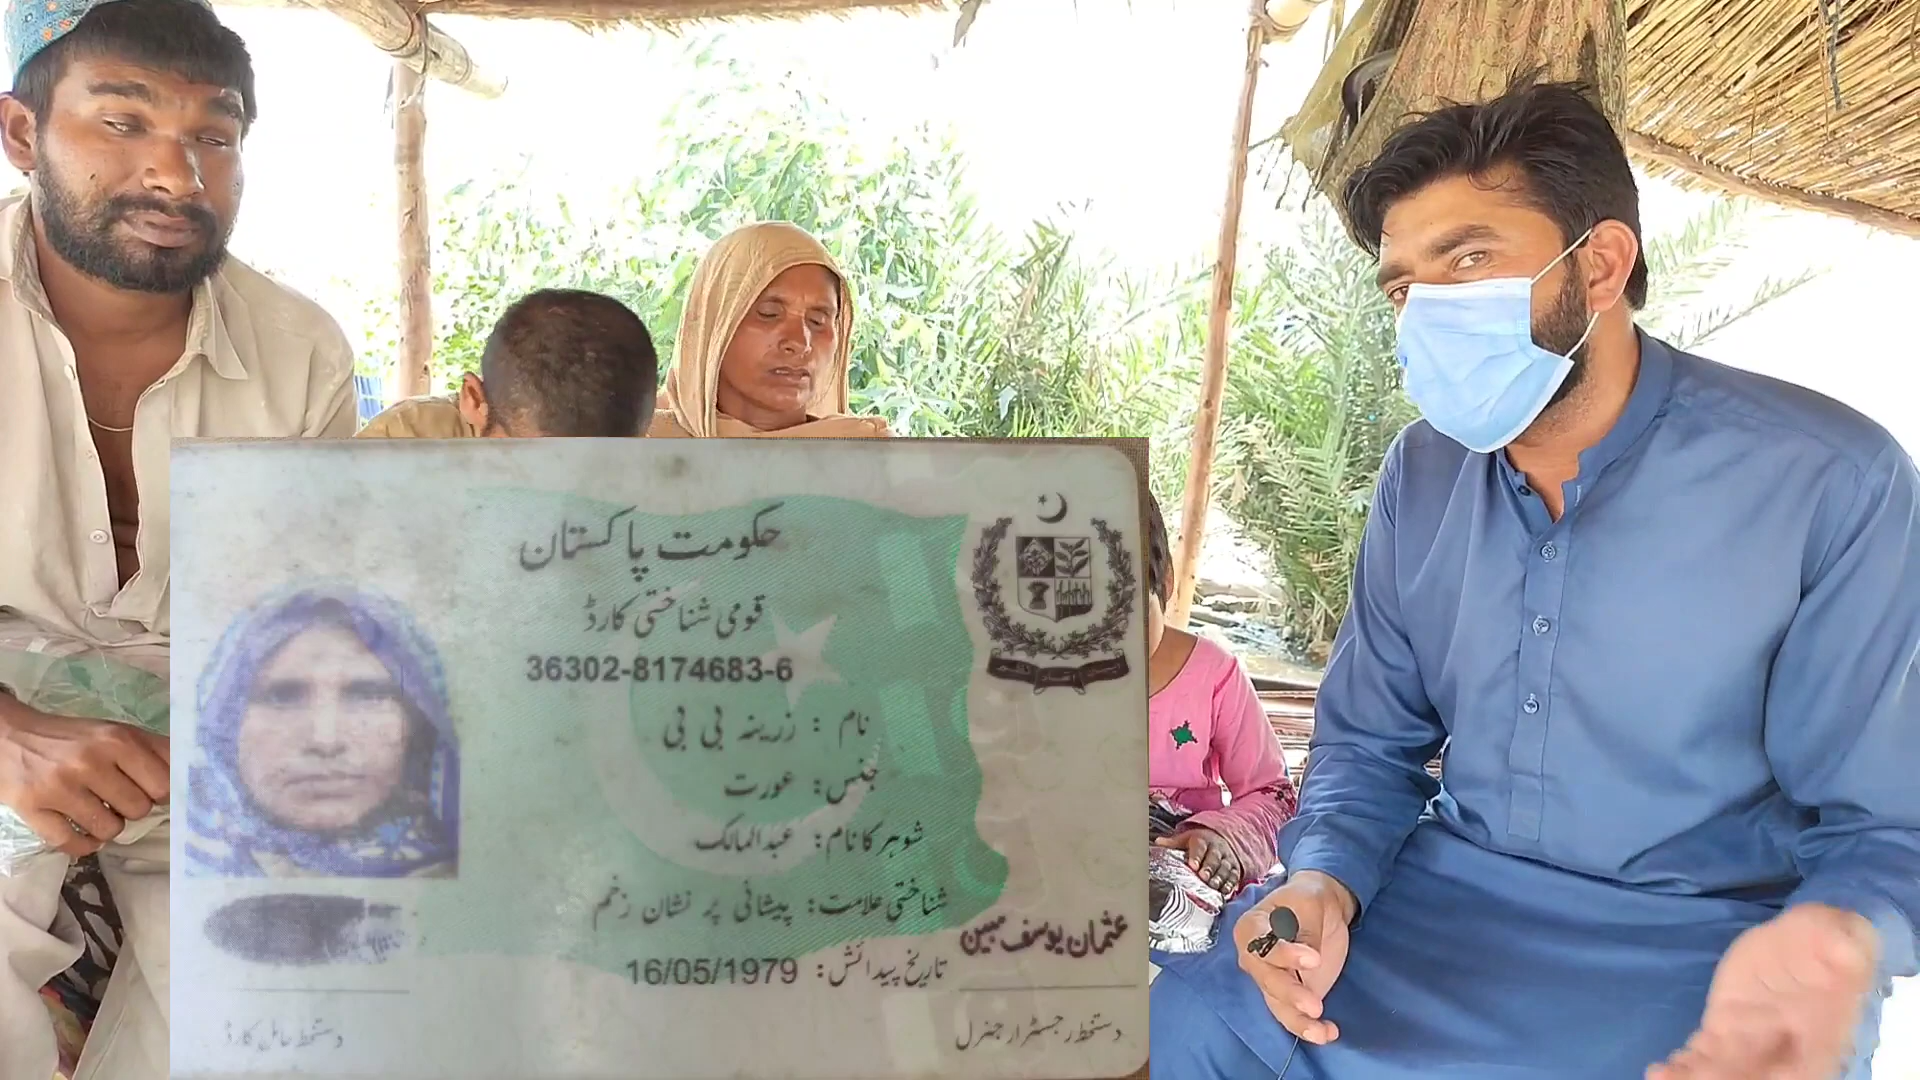 حکومت پاکستان
قومی شناختی کارڈ
36302-8174683-6
نام : زرینہ بی بی
جنس: عورت
شوہر کا نام: عبدالمالک
شناختی علامت: پیشانی پر نشان زخم
تاریخ پیدائش: 16/05/1979
عثمان یوسف مبین
دستخط رجسٹرار جنرل
دستخط حامل کارڈ